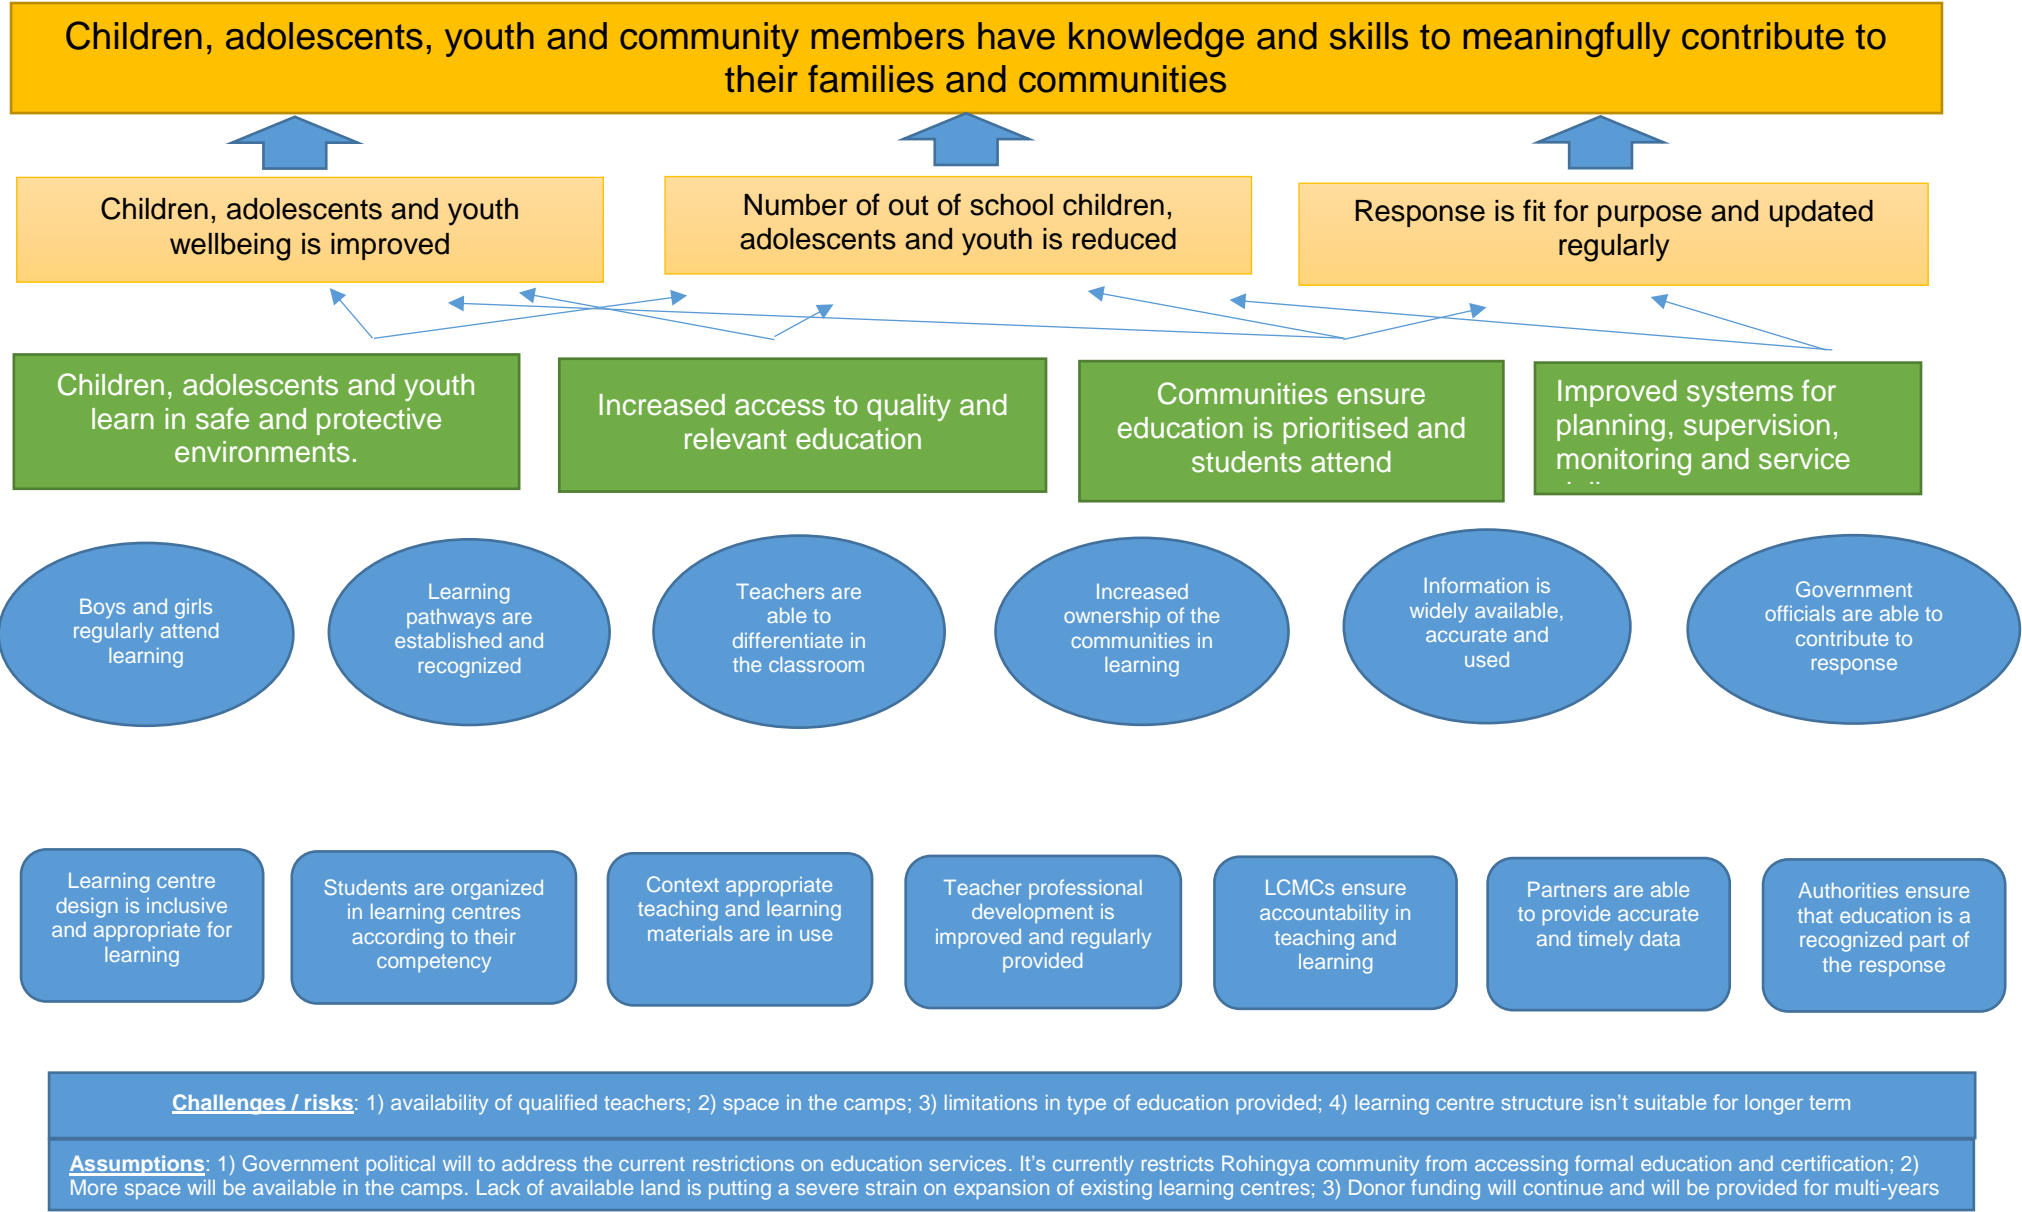 Children, adolescents, youth and community members have knowledge and skills to meaningfully contribute to
their families and communities
Children, adolescents and youth
wellbeing is improved
Number of out of school children,
adolescents and youth is reduced
Response is fit for purpose and updated
regularly
Children, adolescents and youth
learn in safe and protective
environments.
Increased access to quality and
relevant education
Communities ensure
education is prioritised and
students attend
Improved systems for
planning, supervision,
monitoring and service
Boys and girls
regularly attend
learning
Learning
pathways are
established and
recognized
Teachers are
able to
differentiate in
the classroom
Increased
ownership of the
communities in
learning
Information is
widely available,
accurate and
used
Government
officials are able to
contribute to
response
Learning centre
design is inclusive
and appropriate for
learning
Students are organized
in learning centres
according to their
competency
Context appropriate
teaching and learning
materials are in use
Teacher professional
development is
improved and regularly
provided
LCMCs ensure
accountability in
teaching and
learning
Partners are able
to provide accurate
and timely data
Authorities ensure
that education is a
recognized part of
the response
Challenges / risks: 1) availability of qualified teachers; 2) space in the camps; 3) limitations in type of education provided; 4) learning centre structure isn't suitable for longer term
Assumptions: 1) Government political will to address the current restrictions on education services. It's currently restricts Rohingya community from accessing formal education and certification; 2)
More space will be available in the camps. Lack of available land is putting a severe strain on expansion of existing learning centres; 3) Donor funding will continue and will be provided for multi-years